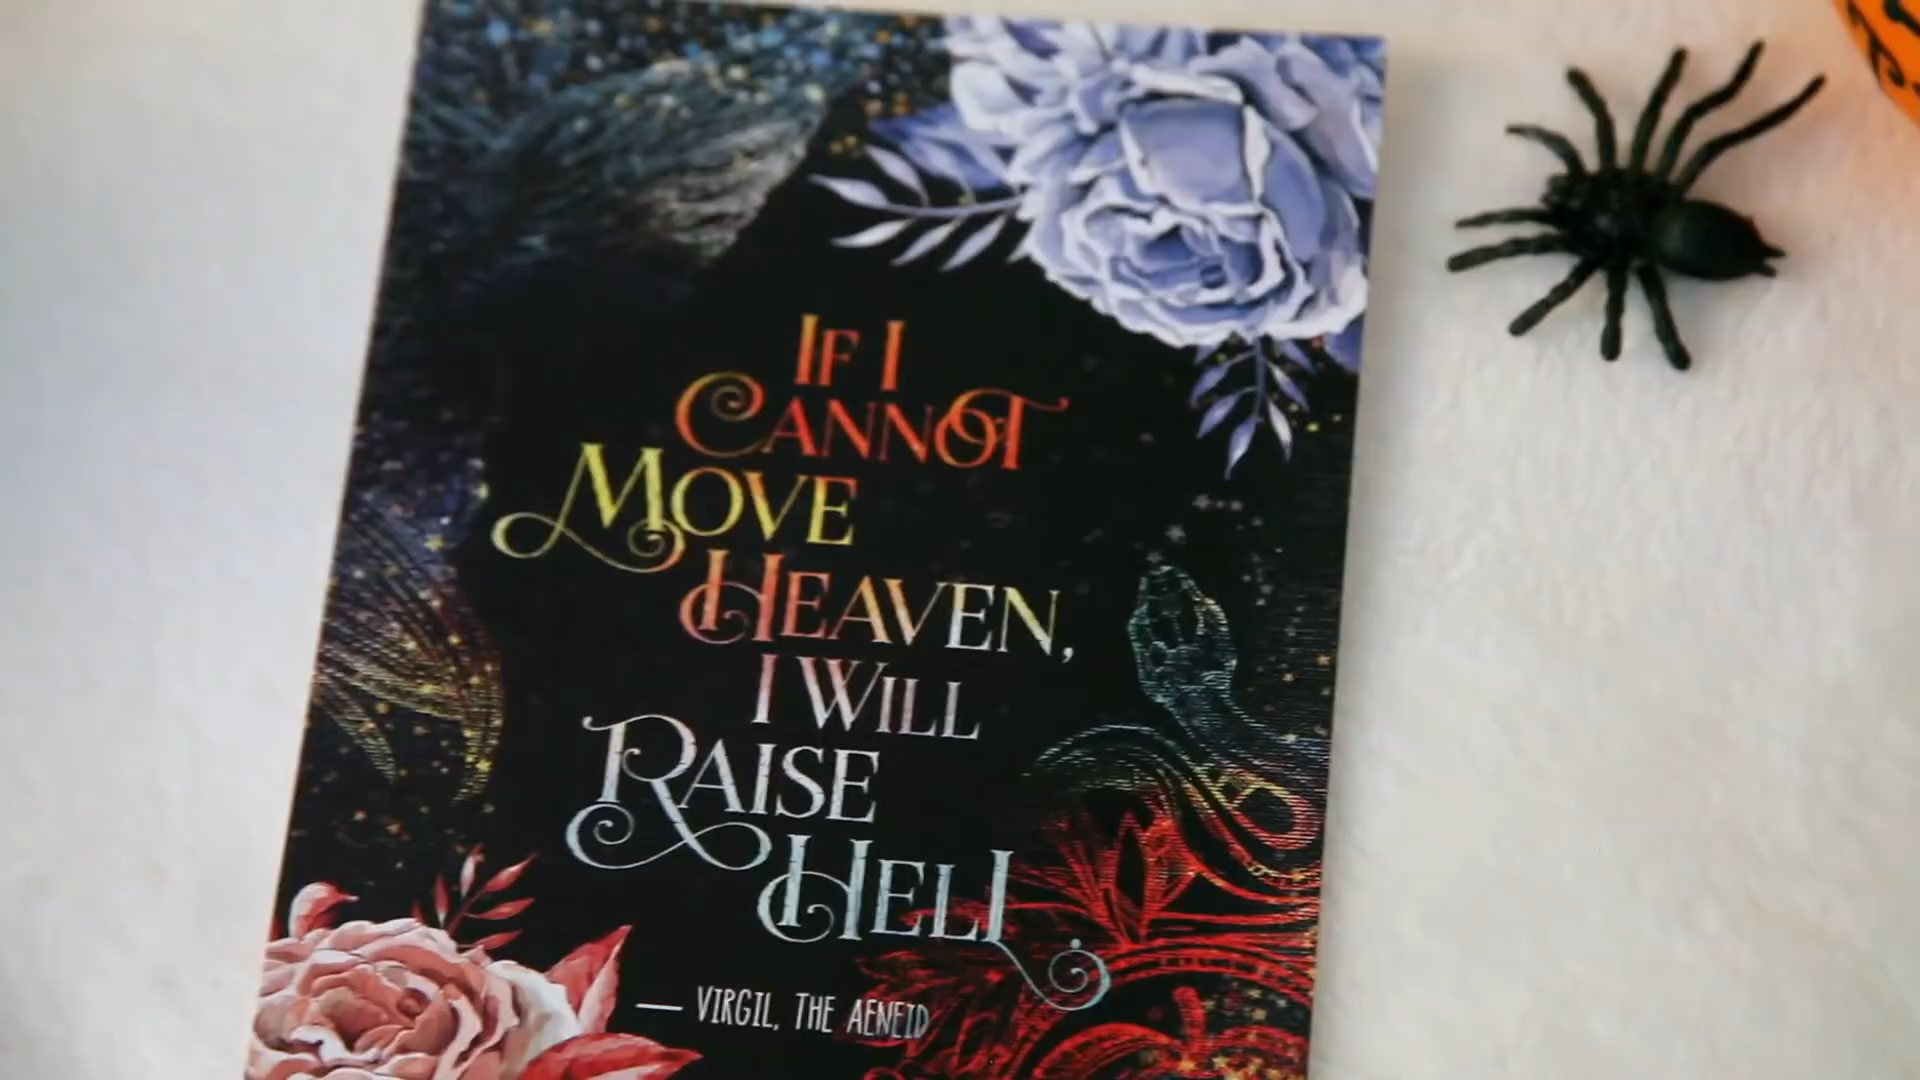 If I
Cannot
Move
Heaven,
I Will
Raise
Hell
— VIRGIL, THE AENEID